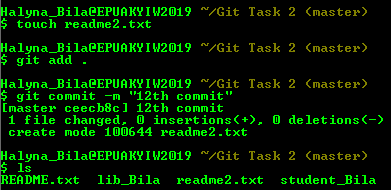 Halyna_Bila@EPUAKYIW2019 ~/Git Task 2 (master)
$ touch readme2.txt
Halyna_Bila@EPUAKYIW2019 ~/Git Task 2 (master)
$ git add .
Halyna_Bila@EPUAKYIW2019 ~/Git Task 2 (master)
$ git commit -m "12th commit"
[master ceecb8c] 12th commit
 1 file changed, 0 insertions(+), 0 deletions(-)
 create mode 100644 readme2.txt
Halyna_Bila@EPUAKYIW2019 ~/Git Task 2 (master)
$ ls
README.txt  lib_Bila  readme2.txt  student_Bila